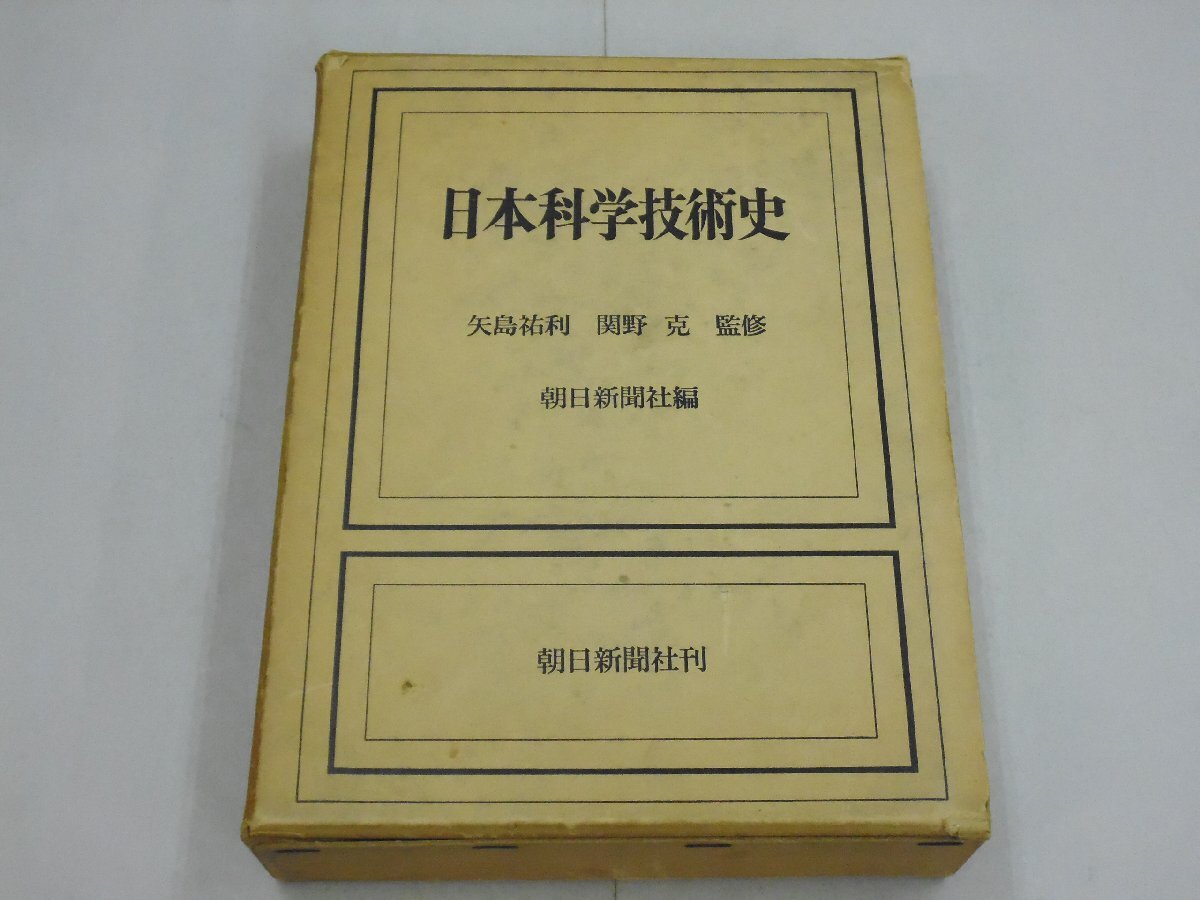 日本科学技術史
矢島祐利 関野 克 監修
朝日新聞社編
朝日新聞社刊